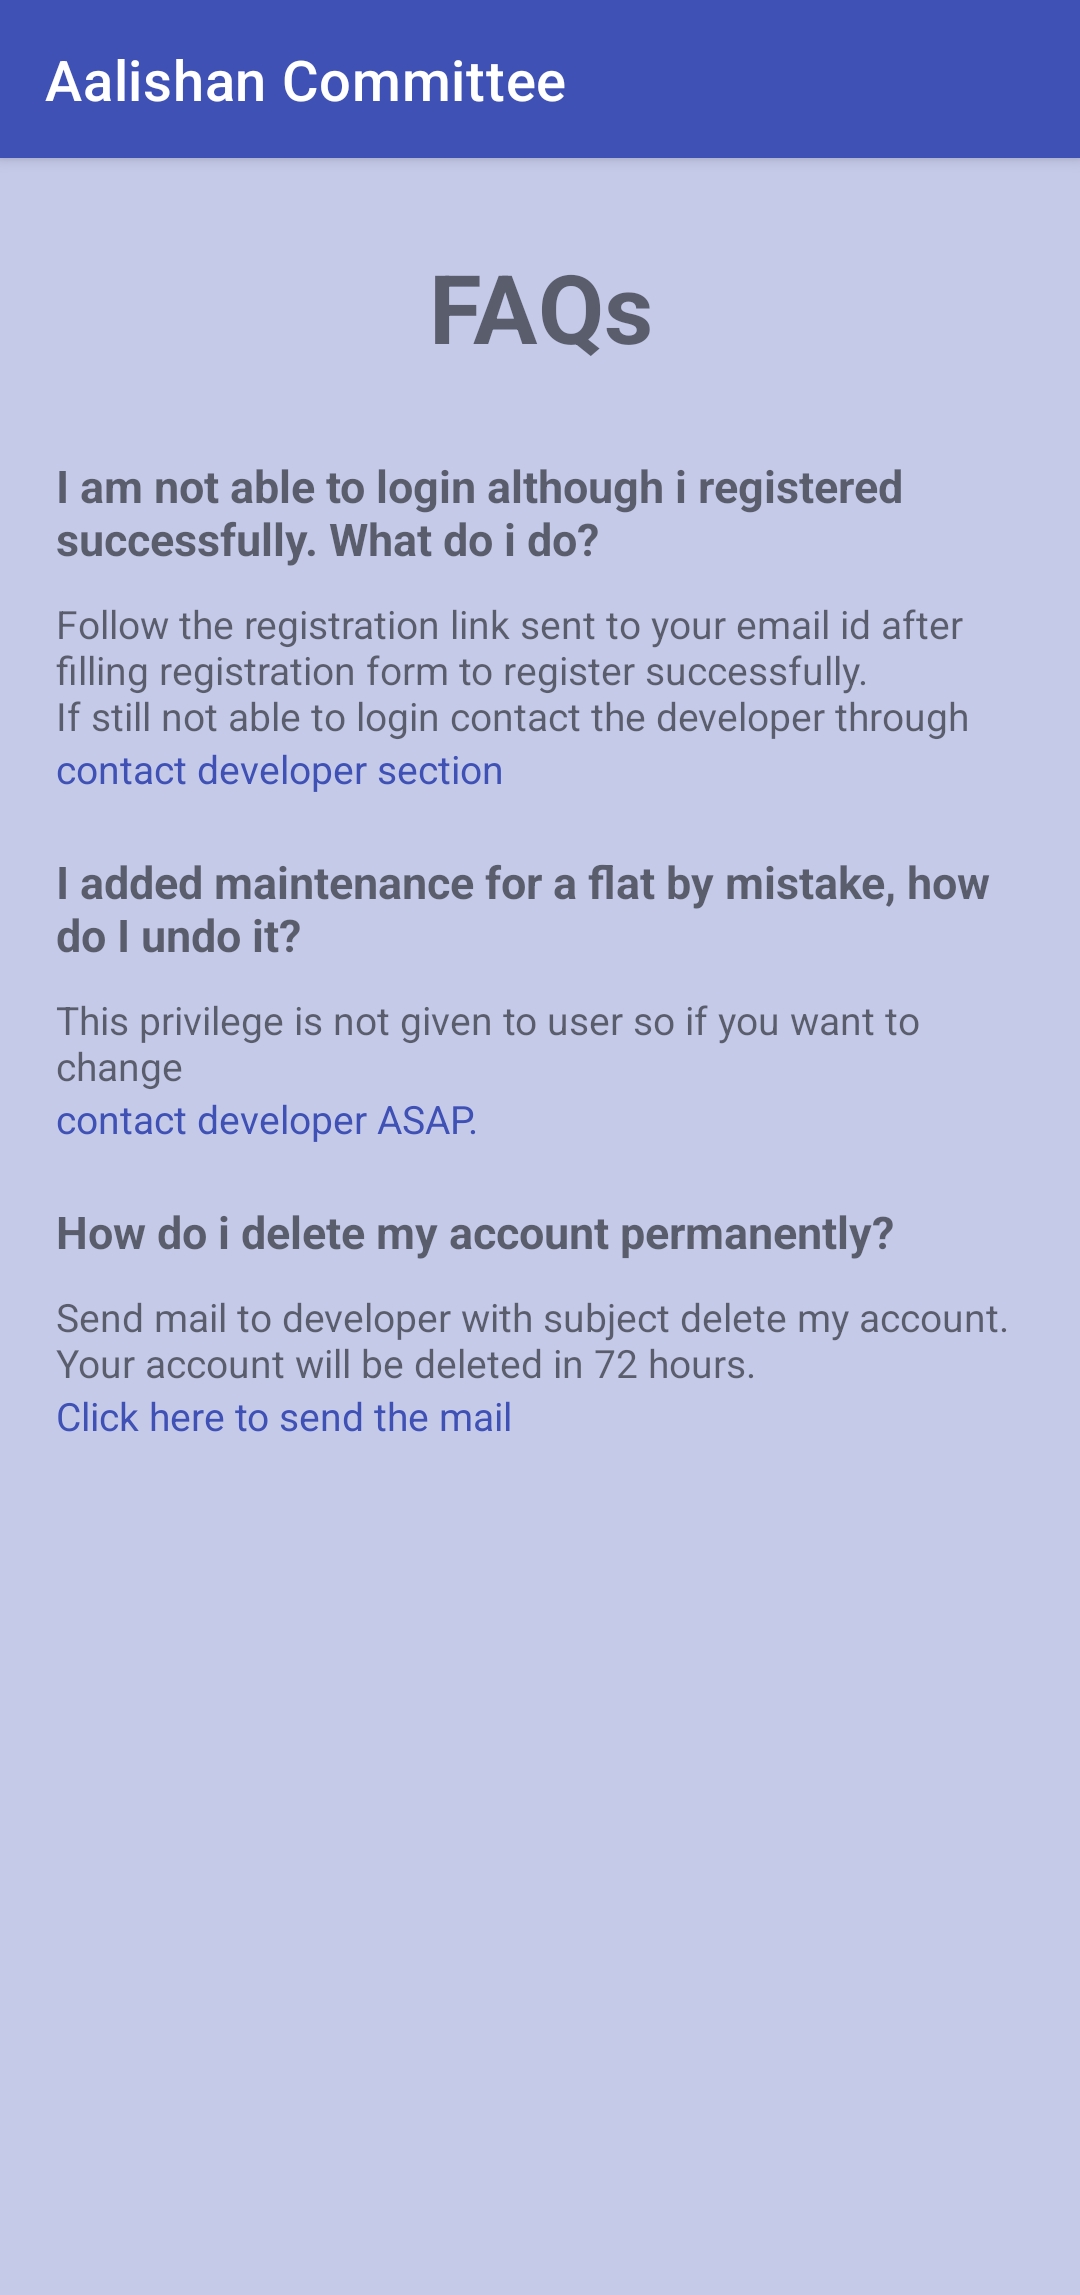 Aalishan Committee
FAQs
I am not able to login although i registered
successfully. What do i do?
Follow the registration link sent to your email id after
filling registration form to register successfully.
If still not able to login contact the developer through
contact developer section
I added maintenance for a flat by mistake, how
do I undo it?
This privilege is not given to user so if you want to
change
contact developer ASAP.
How do i delete my account permanently?
Send mail to developer with subject delete my account.
Your account will be deleted in 72 hours.
Click here to send the mail